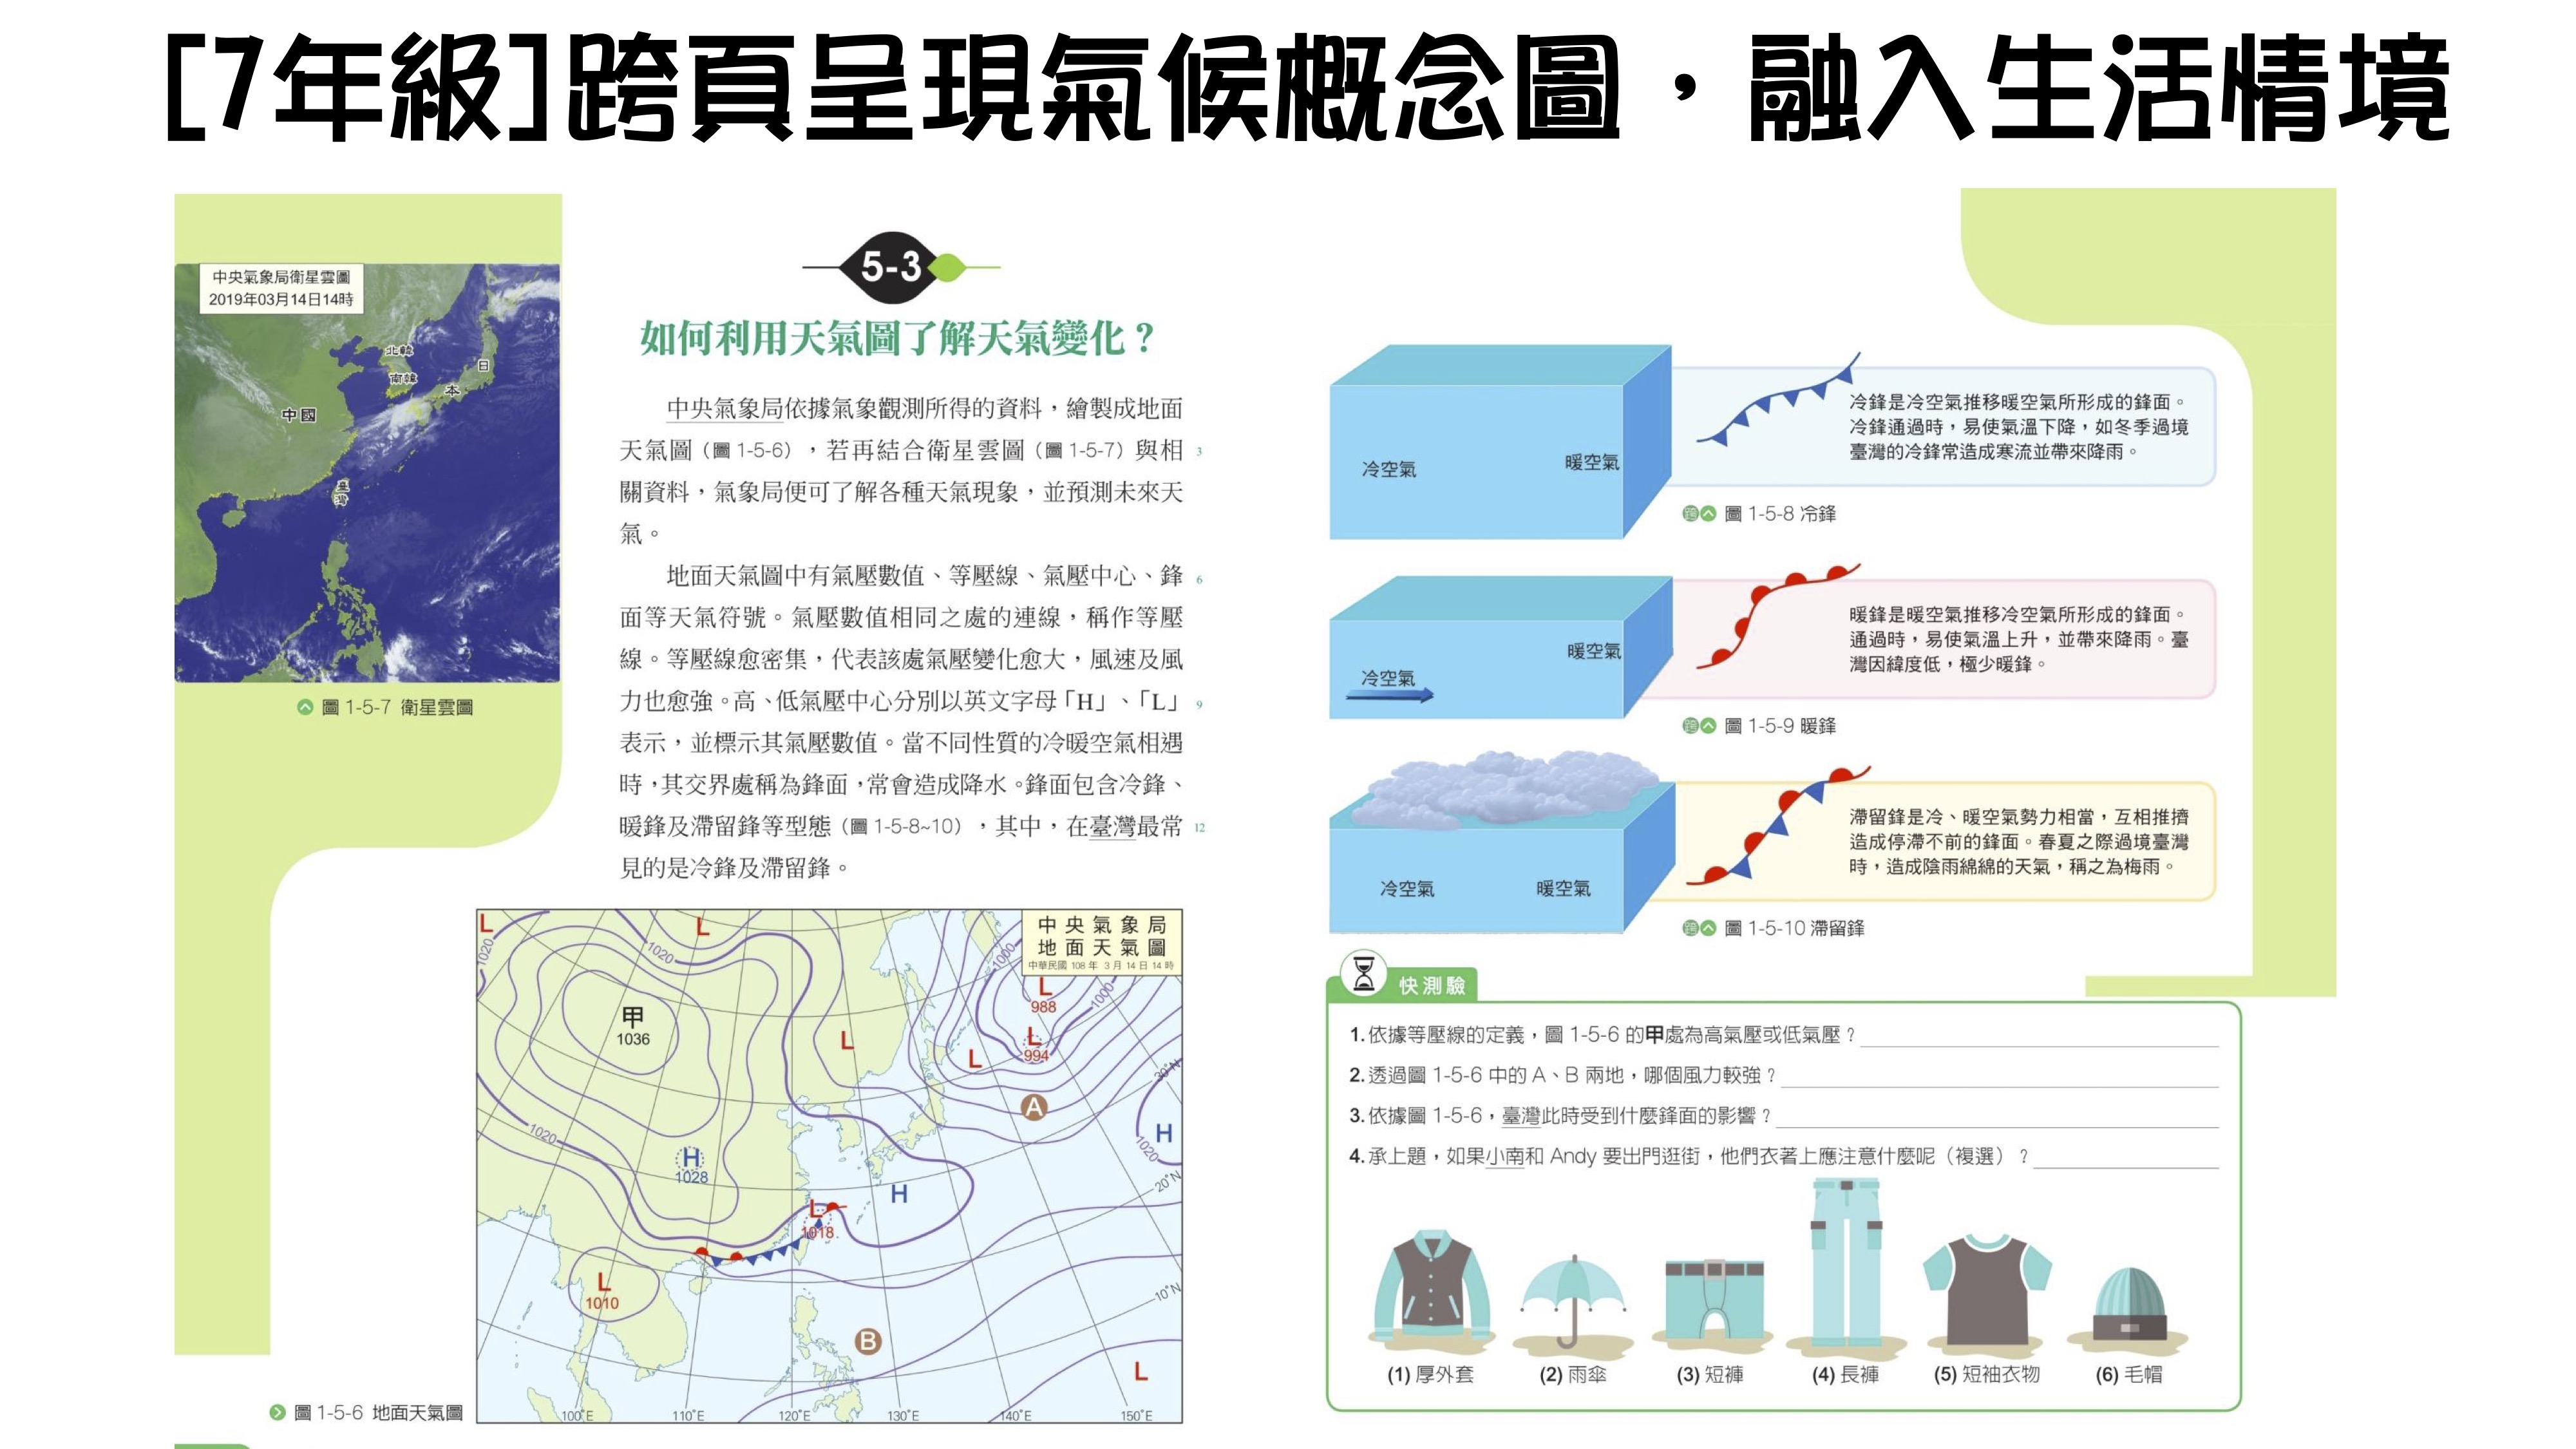 [7年級]跨頁呈現氣候概念圖，融入生活情境
中央氣象局衛星雲圖
2019年03月14日14時
北韓
南韓
日
本
中國
臺灣
圖 1-5-7 衛星雲圖
5-3
如何利用天氣圖了解天氣變化？
中央氣象局依據氣象觀測所得的資料，繪製成地面
天氣圖（圖 1-5-6），若再結合衛星雲圖（圖 1-5-7）與相
3
關資料，氣象局便可了解各種天氣現象，並預測未來天
氣。
地面天氣圖中有氣壓數值、等壓線、氣壓中心、鋒
6
面等天氣符號。氣壓數值相同之處的連線，稱作等壓
線。等壓線愈密集，代表該處氣壓變化愈大，風速及風
力也愈強。高、低氣壓中心分別以英文字母「H」、「L」
9
表示，並標示其氣壓數值。當不同性質的冷暖空氣相遇
時，其交界處稱為鋒面，常會造成降水。鋒面包含冷鋒、
暖鋒及滯留鋒等型態（圖 1-5-8~10），其中，在臺灣最常
12
見的是冷鋒及滯留鋒。
中央氣象局
地面天氣圖
中華民國 108 年 3 月 14 日 14 時
L
1020
L
1020
1000
L
988
1000
L
994
L
L
甲
1036
30°N
A
1020
H
1028
H
1020
H
20°N
L
1018
L
1010
10°N
B
L
100°E
110°E
120°E
130°E
140°E
150°E
圖 1-5-6 地面天氣圖
冷空氣
暖空氣
冷鋒是冷空氣推移暖空氣所形成的鋒面。
冷鋒通過時，易使氣溫下降，如冬季過境
臺灣的冷鋒常造成寒流並帶來降雨。
圖 1-5-8 冷鋒
冷空氣
暖空氣
暖鋒是暖空氣推移冷空氣所形成的鋒面。
通過時，易使氣溫上升，並帶來降雨。臺
灣因緯度低，極少暖鋒。
圖 1-5-9 暖鋒
冷空氣
暖空氣
滯留鋒是冷、暖空氣勢力相當，互相推擠
造成停滯不前的鋒面。春夏之際過境臺灣
時，造成陰雨綿綿的天氣，稱之為梅雨。
圖 1-5-10 滯留鋒
快測驗
1.依據等壓線的定義，圖 1-5-6 的甲處為高氣壓或低氣壓？
2.透過圖 1-5-6 中的 A、B 兩地，哪個風力較強？
3.依據圖 1-5-6，臺灣此時受到什麼鋒面的影響？
4.承上題，如果小南和 Andy 要出門逛街，他們衣著上應注意什麼呢（複選）？
(1) 厚外套
(2) 雨傘
(3) 短褲
(4) 長褲
(5) 短袖衣物
(6) 毛帽